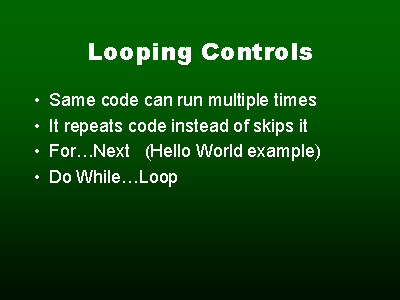 Looping Controls
• Same code can run multiple times
• It repeats code instead of skips it
• For…Next (Hello World example)
• Do While…Loop